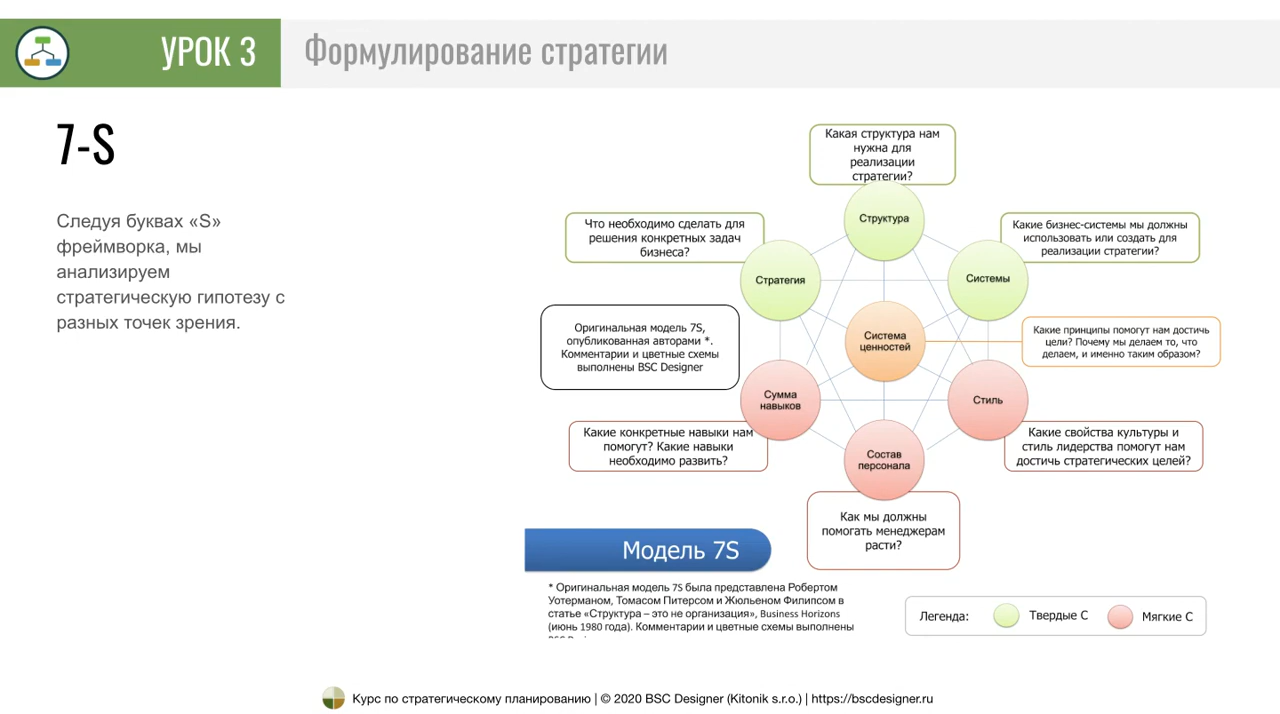 УРОК 3
Формулирование стратегии
7-S
Следуя буквах «S»
фреймворка, мы
анализируем
стратегическую гипотезу с
разных точек зрения.
Какая структура нам
нужна для
реализации
стратегии?
Структура
Что необходимо сделать для
решения конкретных задач
бизнеса?
Стратегия
Какие бизнес-системы мы должны
использовать или создать для
реализации стратегии?
Системы
Оригинальная модель 7S,
опубликованная авторами *.
Комментарии и цветные схемы
выполнены BSC Designer
Система
ценностей
Какие принципы помогут нам достичь
цели? Почему мы делаем то, что
делаем, и именно таким образом?
Сумма
навыков
Стиль
Какие конкретные навыки нам
помогут? Какие навыки
необходимо развить?
Состав
персонала
Какие свойства культуры и
стиль лидерства помогут нам
достичь стратегических целей?
Как мы должны
помогать менеджерам
расти?
Модель 7S
* Оригинальная модель 7S была представлена Робертом
Уотерманом, Томасом Питерсом и Жюльеном Филипсом в
статье «Структура – это не организация», Business Horizons
(июнь 1980 года). Комментарии и цветные схемы выполнены
Легенда:
Твердые С
Мягкие С
Курс по стратегическому планированию | © 2020 BSC Designer (Kitonik s.r.o.) | https://bscdesigner.ru